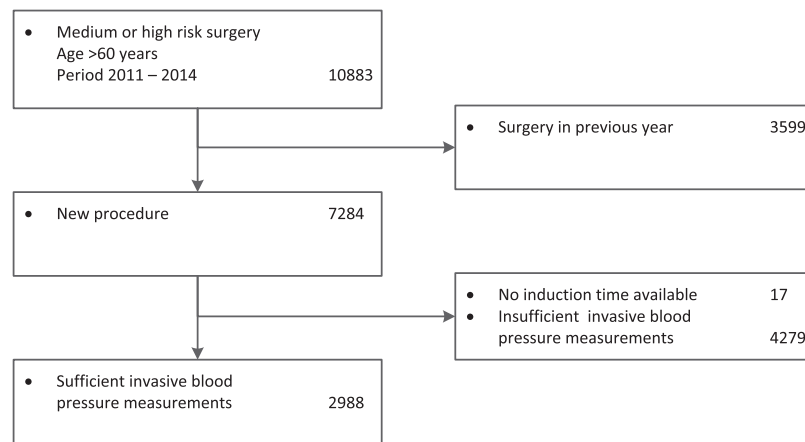 • Medium or high risk surgery
Age >60 years
Period 2011 – 2014 10883
• Surgery in previous year 3599
• New procedure 7284
• No induction time available 17
• Insufficient invasive blood
pressure measurements 4279
• Sufficient invasive blood
pressure measurements 2988